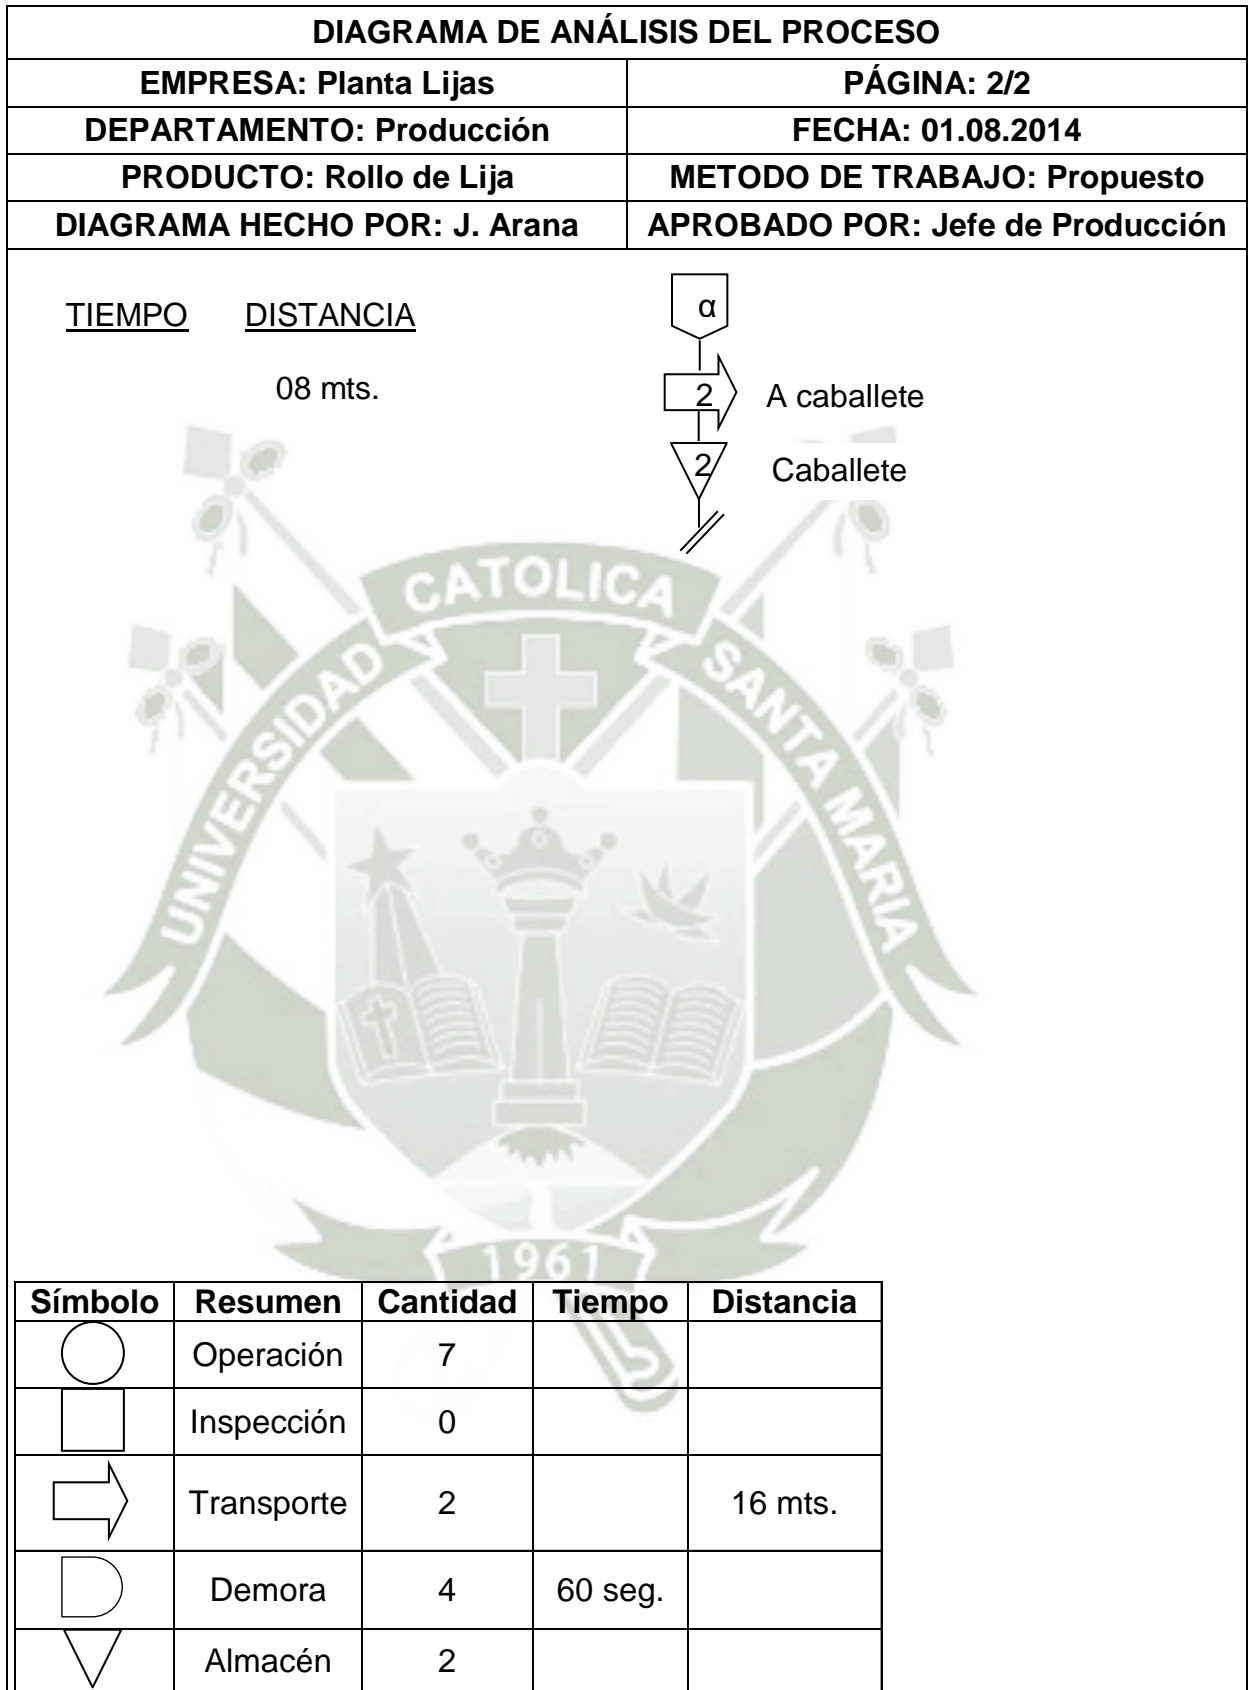 DIAGRAMA DE ANÁLISIS DEL PROCESO
EMPRESA: Planta Lijas PÁGINA: 2/2
DEPARTAMENTO: Producción FECHA: 01.08.2014
PRODUCTO: Rollo de Lija METODO DE TRABAJO: Propuesto
DIAGRAMA HECHO POR: J. Arana APROBADO POR: Jefe de Producción
α
TIEMPO DISTANCIA
08 mts. 2 A caballete
2 Caballete
UNIVERSIDAD CATOLICA SANTA MARIA
1961
Símbolo Resumen Cantidad Tiempo Distancia
Operación 7
Inspección 0
Transporte 2 16 mts.
Demora 4 60 seg.
Almacén 2